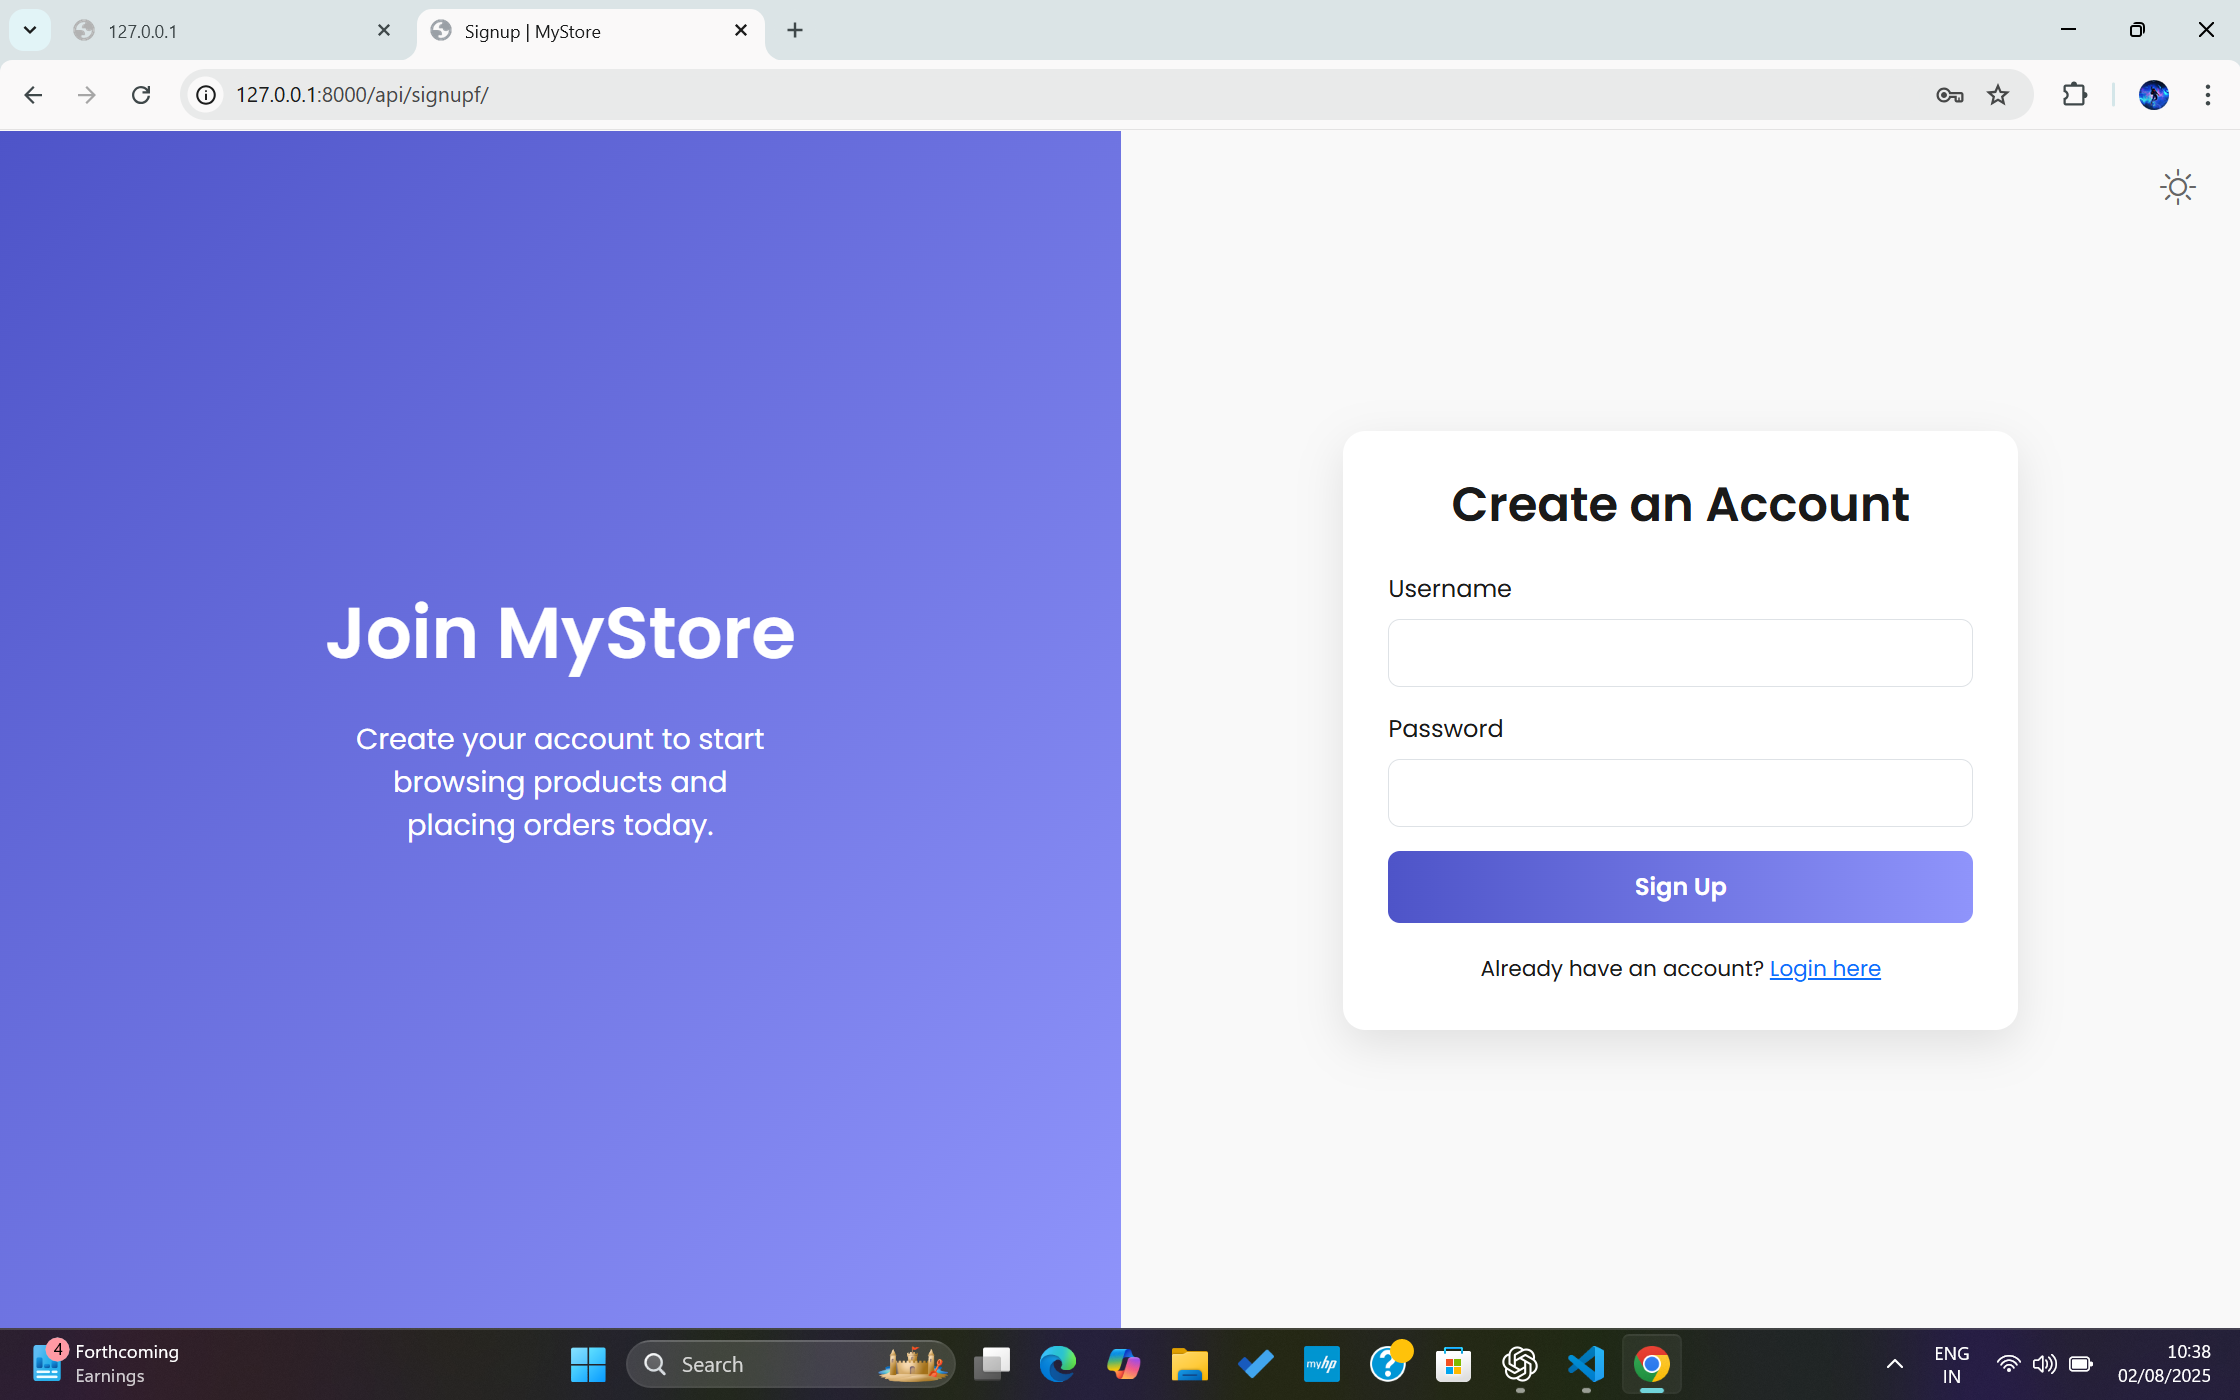 127.0.0.1
Signup | MyStore
127.0.0.1:8000/api/signupf/
Join MyStore
Create your account to start
browsing products and
placing orders today.
Create an Account
Username
Password
Sign Up
Already have an account? Login here
4
Forthcoming
Earnings
Search
myhp
ENG
IN
10:38
02/08/2025